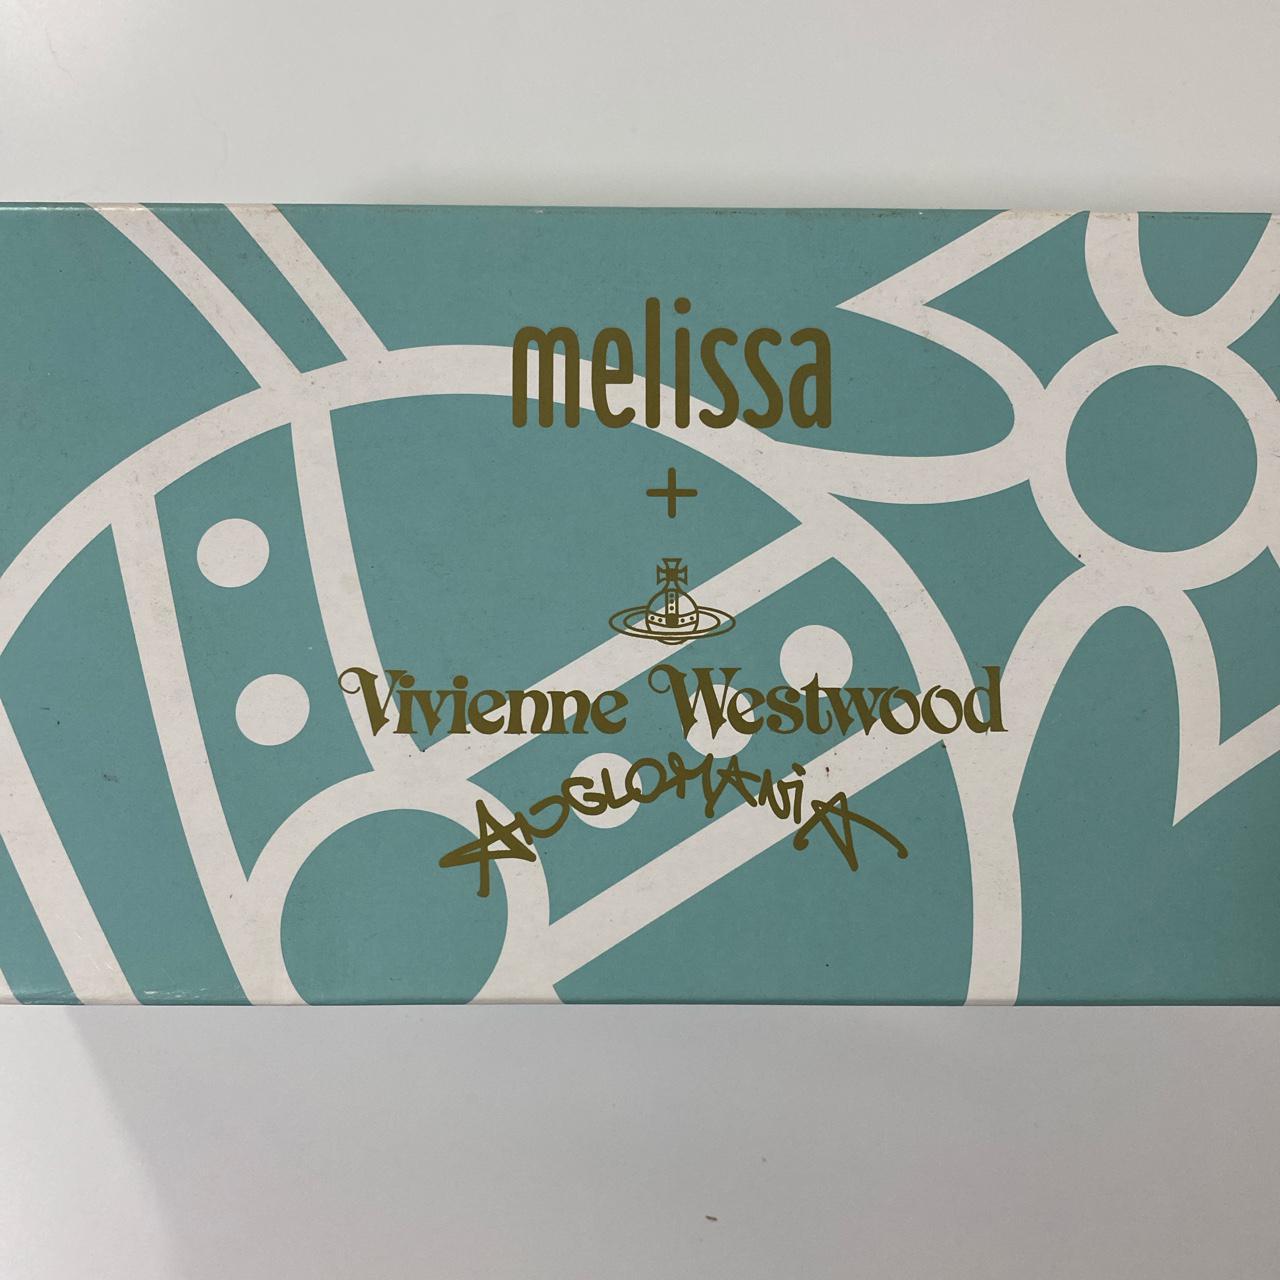 melissa
+
Vivienne Westwood
ANGLOMANiA